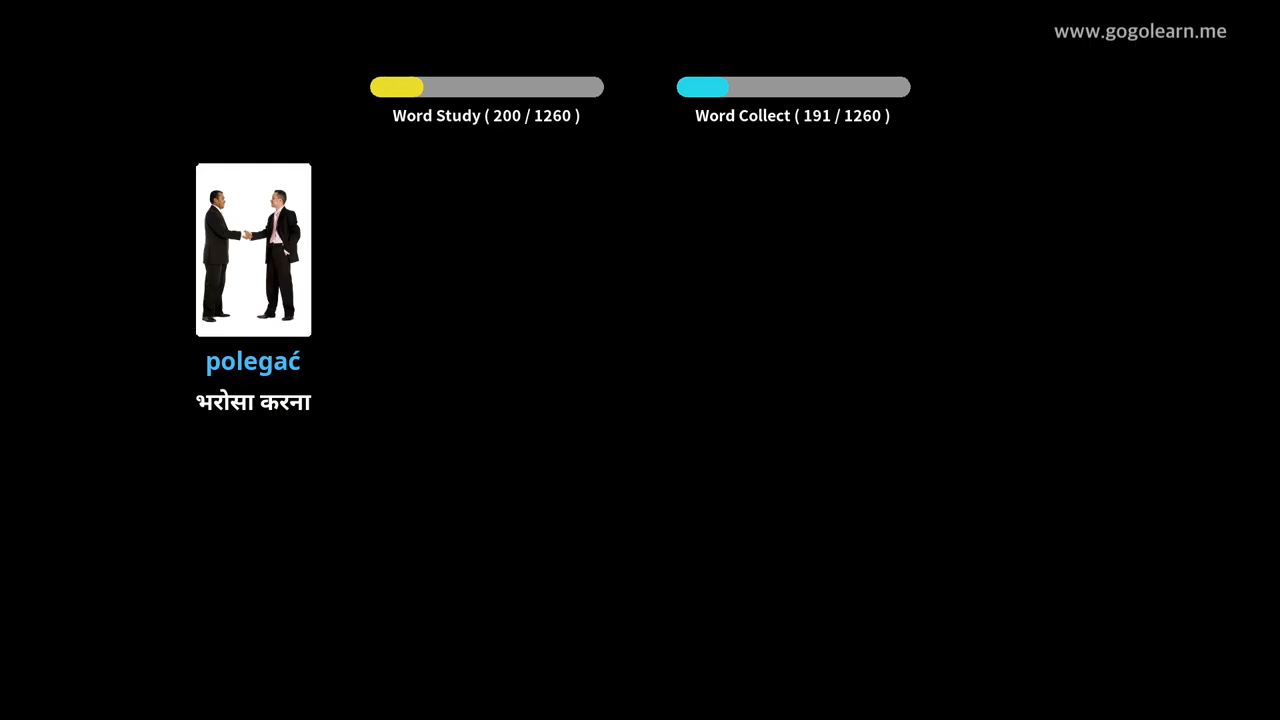 www.gogolearn.me
Word Study ( 200 / 1260 )
Word Collect ( 191 / 1260 )
polegać
भरोसा करना